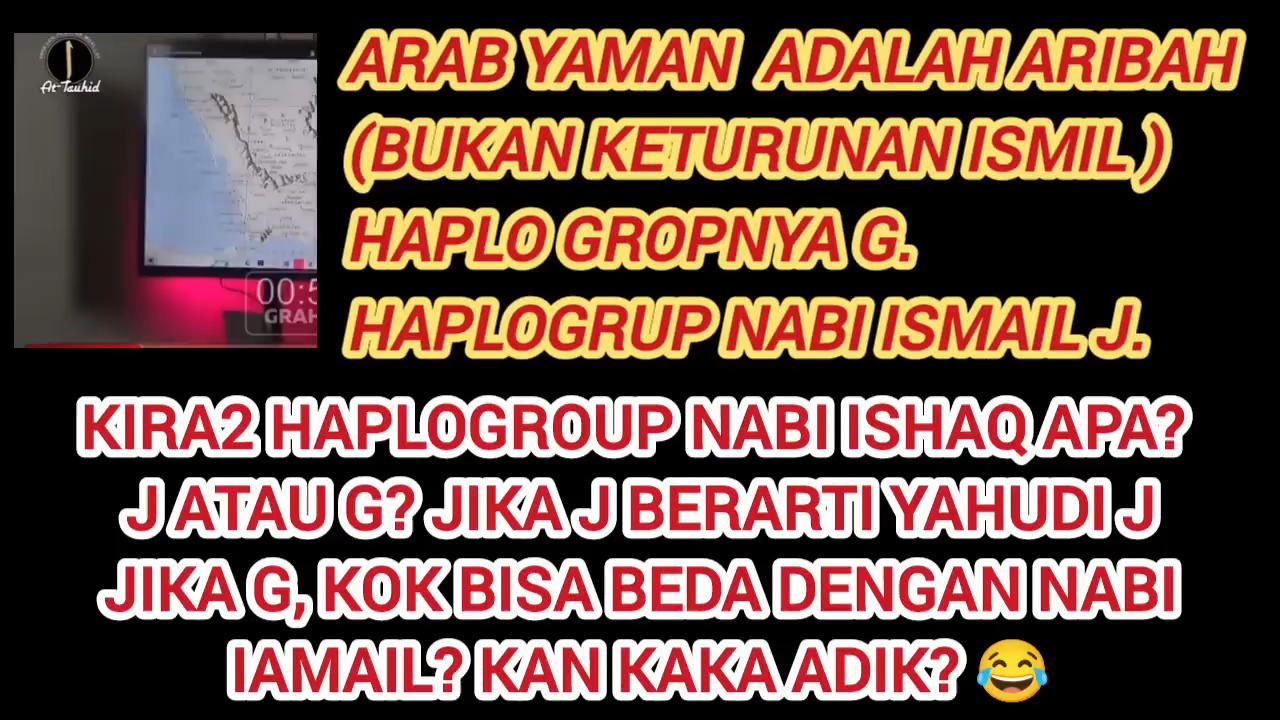 At-Tauhid
00:5
GRAH
ARAB YAMAN ADALAH ARIBAH
(BUKAN KETURUNAN ISMIL )
HAPLO GROPNYA G.
HAPLOGRUP NABI ISMAIL J.
KIRA2 HAPLOGROUP NABI ISHAQ APA?
J ATAU G? JIKA J BERARTI YAHUDI J
JIKA G, KOK BISA BEDA DENGAN NABI
IAMAIL? KAN KAKA ADIK? 😂